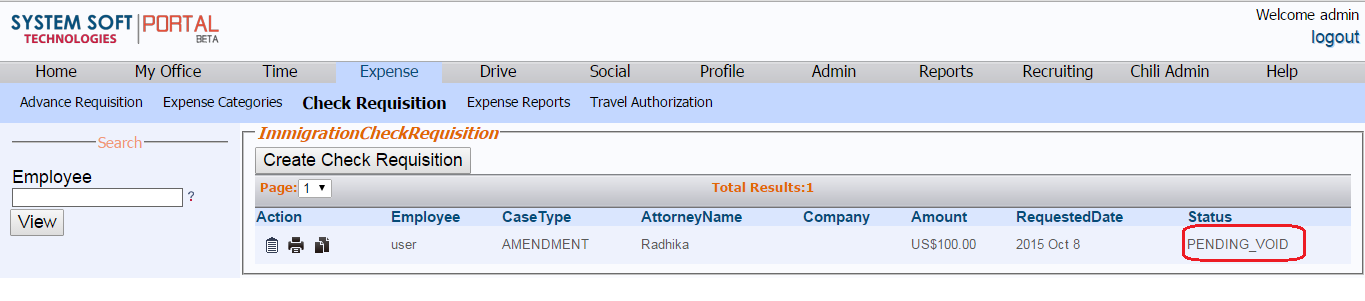 SYSTEM SOFT PORTAL
TECHNOLOGIES BETA
Welcome admin
logout
Home My Office Time Expense Drive Social Profile Admin Reports Recruiting Chili Admin Help
Advance Requisition Expense Categories Check Requisition Expense Reports Travel Authorization
Search
Employee
?
View
ImmigrationCheckRequisition
Create Check Requisition
Page: 1 Total Results:1
Action Employee CaseType AttorneyName Company Amount RequestedDate Status
user AMENDMENT Radhika US$100.00 2015 Oct 8 PENDING_VOID